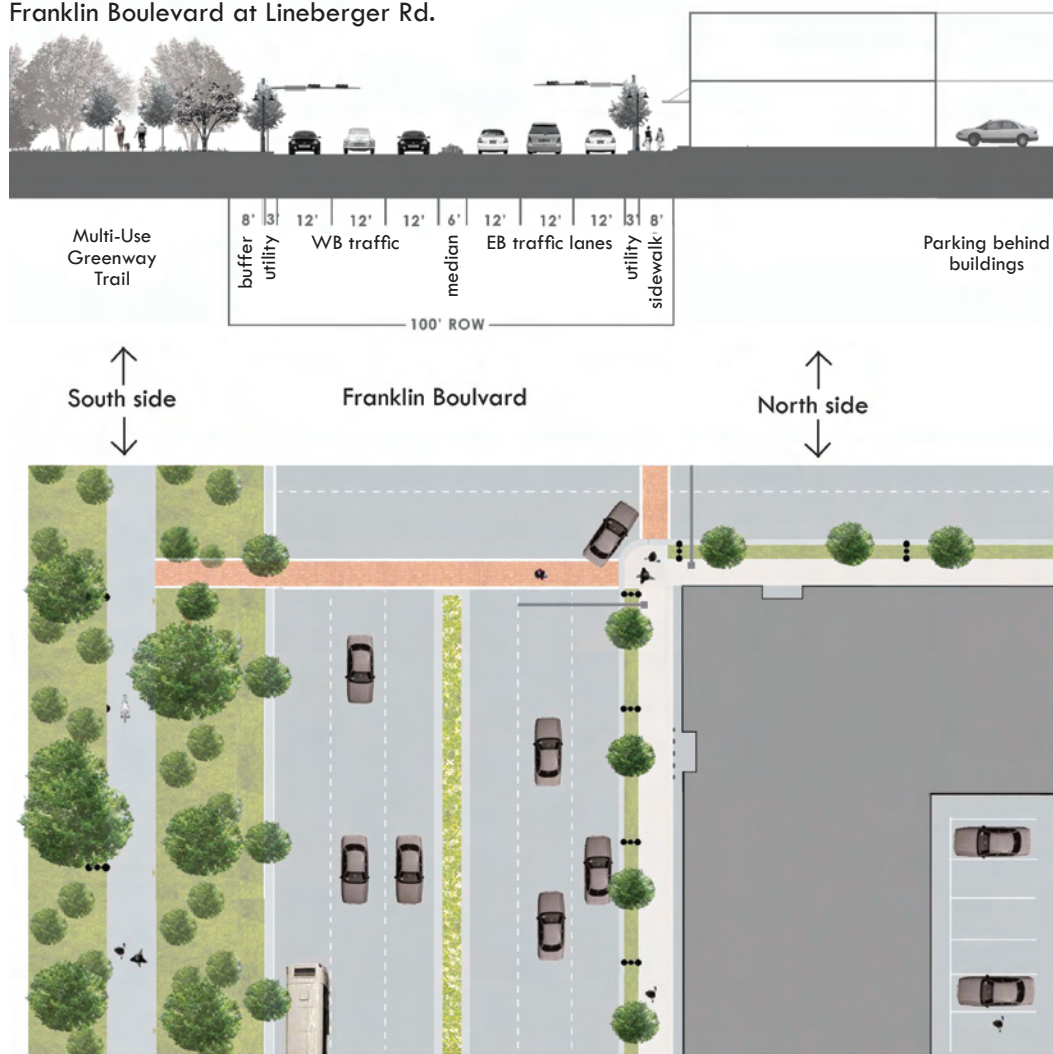 Franklin Boulevard at Lineberger Rd.
8' 3' 12' 12' 12' 6' 12' 12' 12' 3' 8'
Multi-Use
Greenway
Trail
buffer
utility
WB traffic
median
EB traffic lanes
utility
sidewalk
Parking behind
buildings
100' ROW
South side
Franklin Boulvard
North side